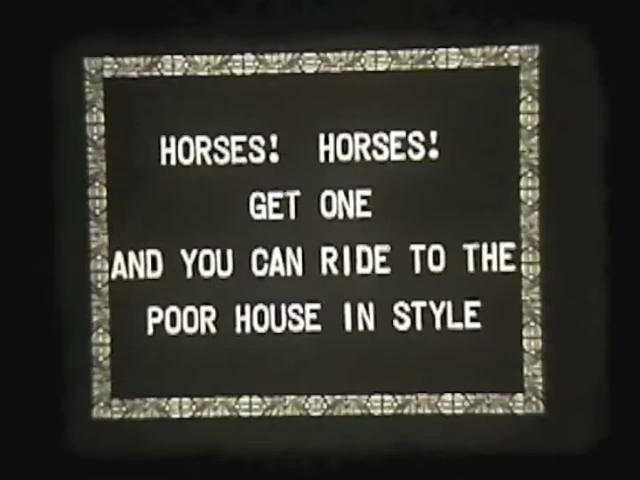 HORSES! HORSES!
GET ONE
AND YOU CAN RIDE TO THE
POOR HOUSE IN STYLE